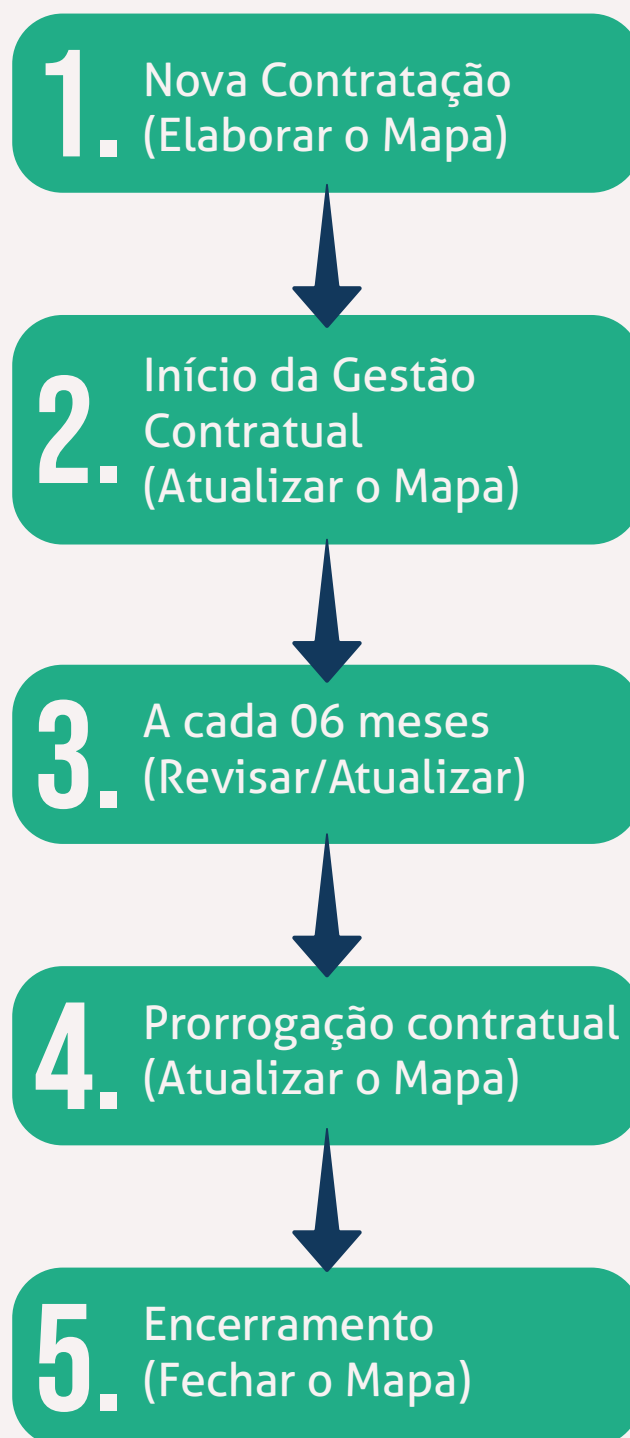 1. Nova Contratação
(Elaborar o Mapa)
2. Início da Gestão
Contratual
(Atualizar o Mapa)
3. A cada 06 meses
(Revisar/Atualizar)
4. Prorrogação contratual
(Atualizar o Mapa)
5. Encerramento
(Fechar o Mapa)